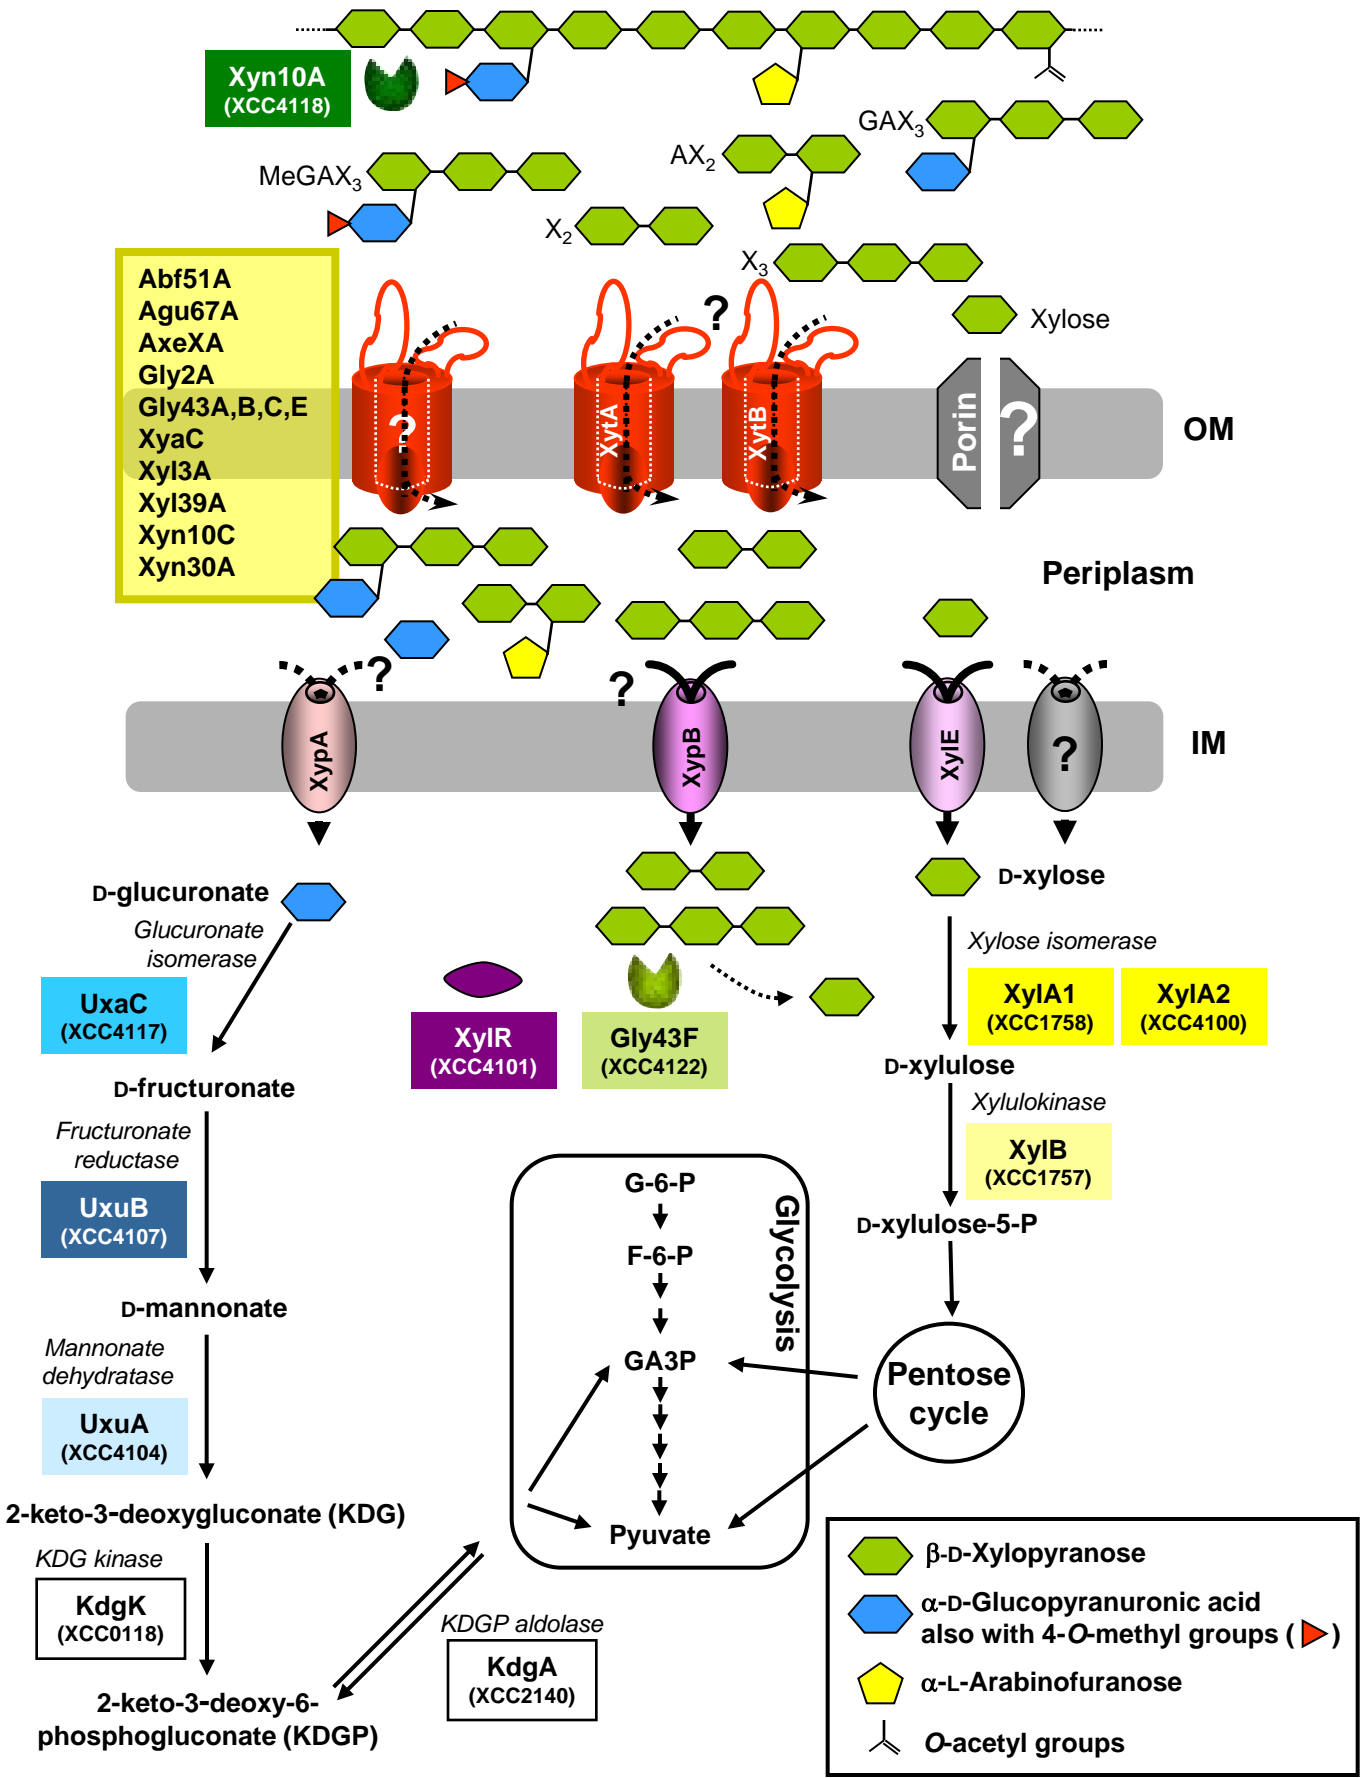 Xyn10A
(XCC4118)
GAX3
AX2
MeGAX3
X2
X3
Xylose
Abf51A
Agu67A
AxeXA
Gly2A
Gly43A,B,C,E
XyaC
Xyl3A
Xyl39A
Xyn10C
Xyn30A
?
?
XytA
XytB
Porin
?
OM
Periplasm
?
?
XypA
XypB
XylE
?
IM
D-glucuronate
D-xylose
Glucuronate
isomerase
Xylose isomerase
UxaC
(XCC4117)
XylR
(XCC4101)
Gly43F
(XCC4122)
XylA1
(XCC1758)
XylA2
(XCC4100)
D-xylulose
D-fructuronate
Xylulokinase
Fructuronate
reductase
XylB
(XCC1757)
UxuB
(XCC4107)
D-xylulose-5-P
G-6-P
F-6-P
GA3P
Pyuvate
Glycolysis
D-mannonate
Mannonate
dehydratase
Pentose
cycle
UxuA
(XCC4104)
2-keto-3-deoxygluconate (KDG)
KDG kinase
KdgK
(XCC0118)
KDGP aldolase
KdgA
(XCC2140)
2-keto-3-deoxy-6-
phosphogluconate (KDGP)
β-D-Xylopyranose
α-D-Glucopyranuronic acid
also with 4-O-methyl groups ( )
α-L-Arabinofuranose
O-acetyl groups